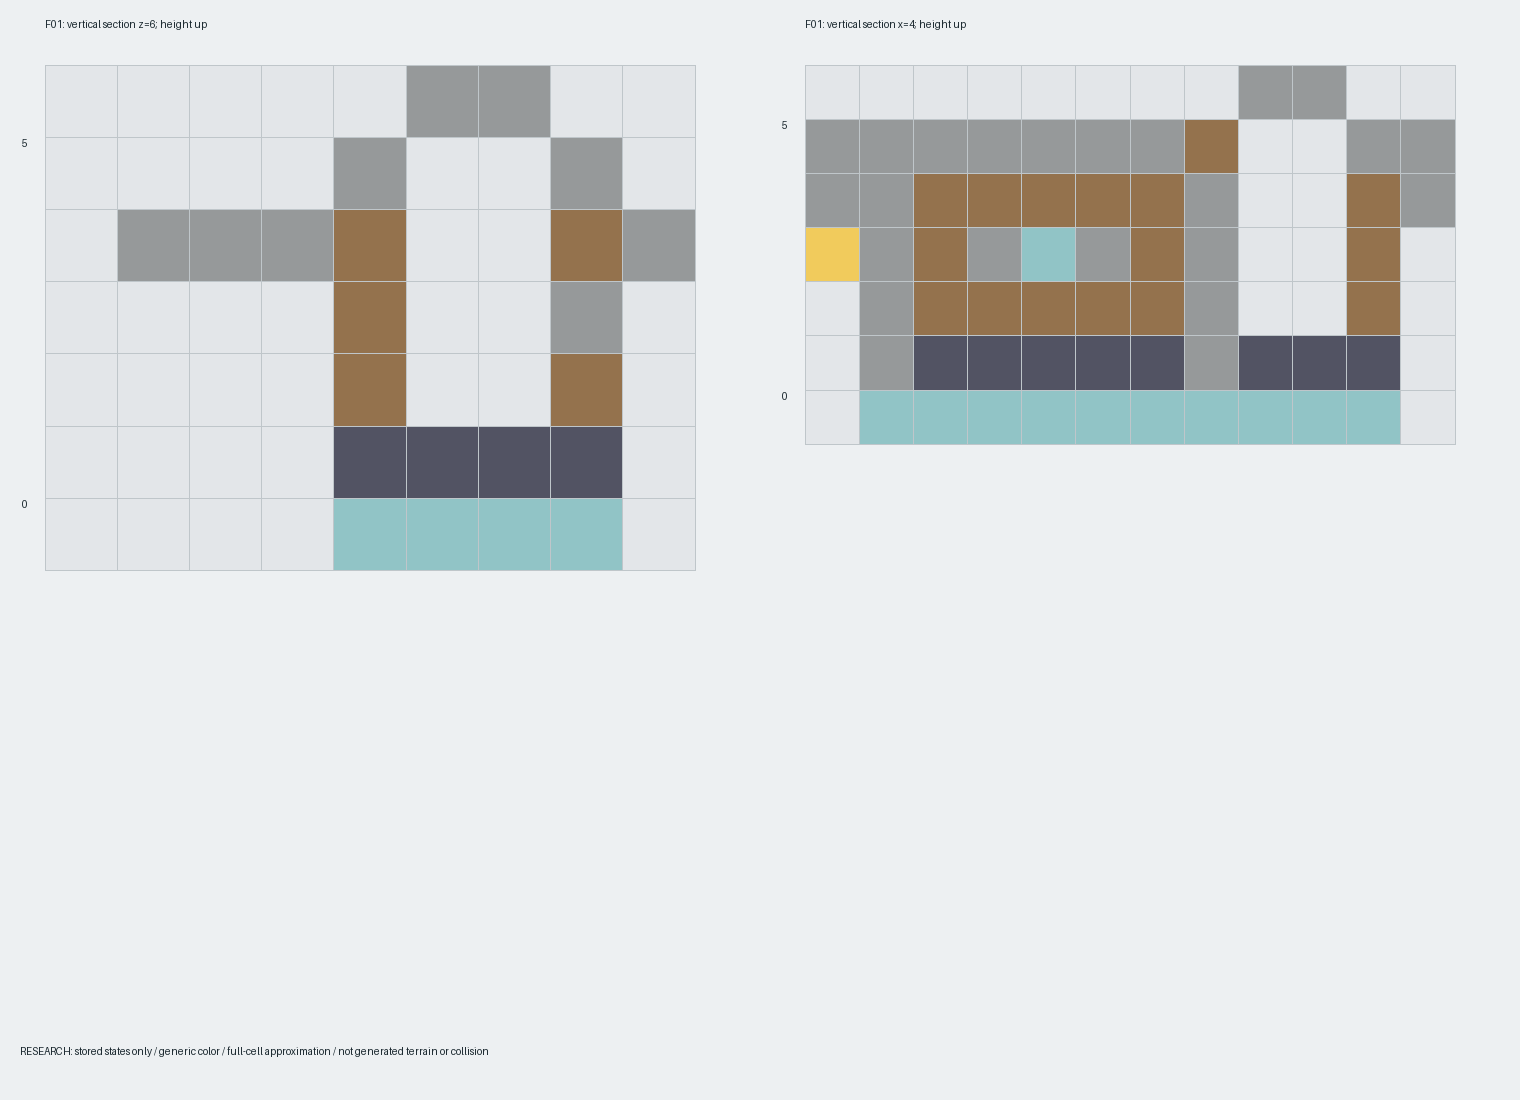 F01: vertical section z=6; height up
F01: vertical section x=4; height up
5
5
0
0
RESEARCH: stored states only / generic color / full-cell approximation / not generated terrain or collision